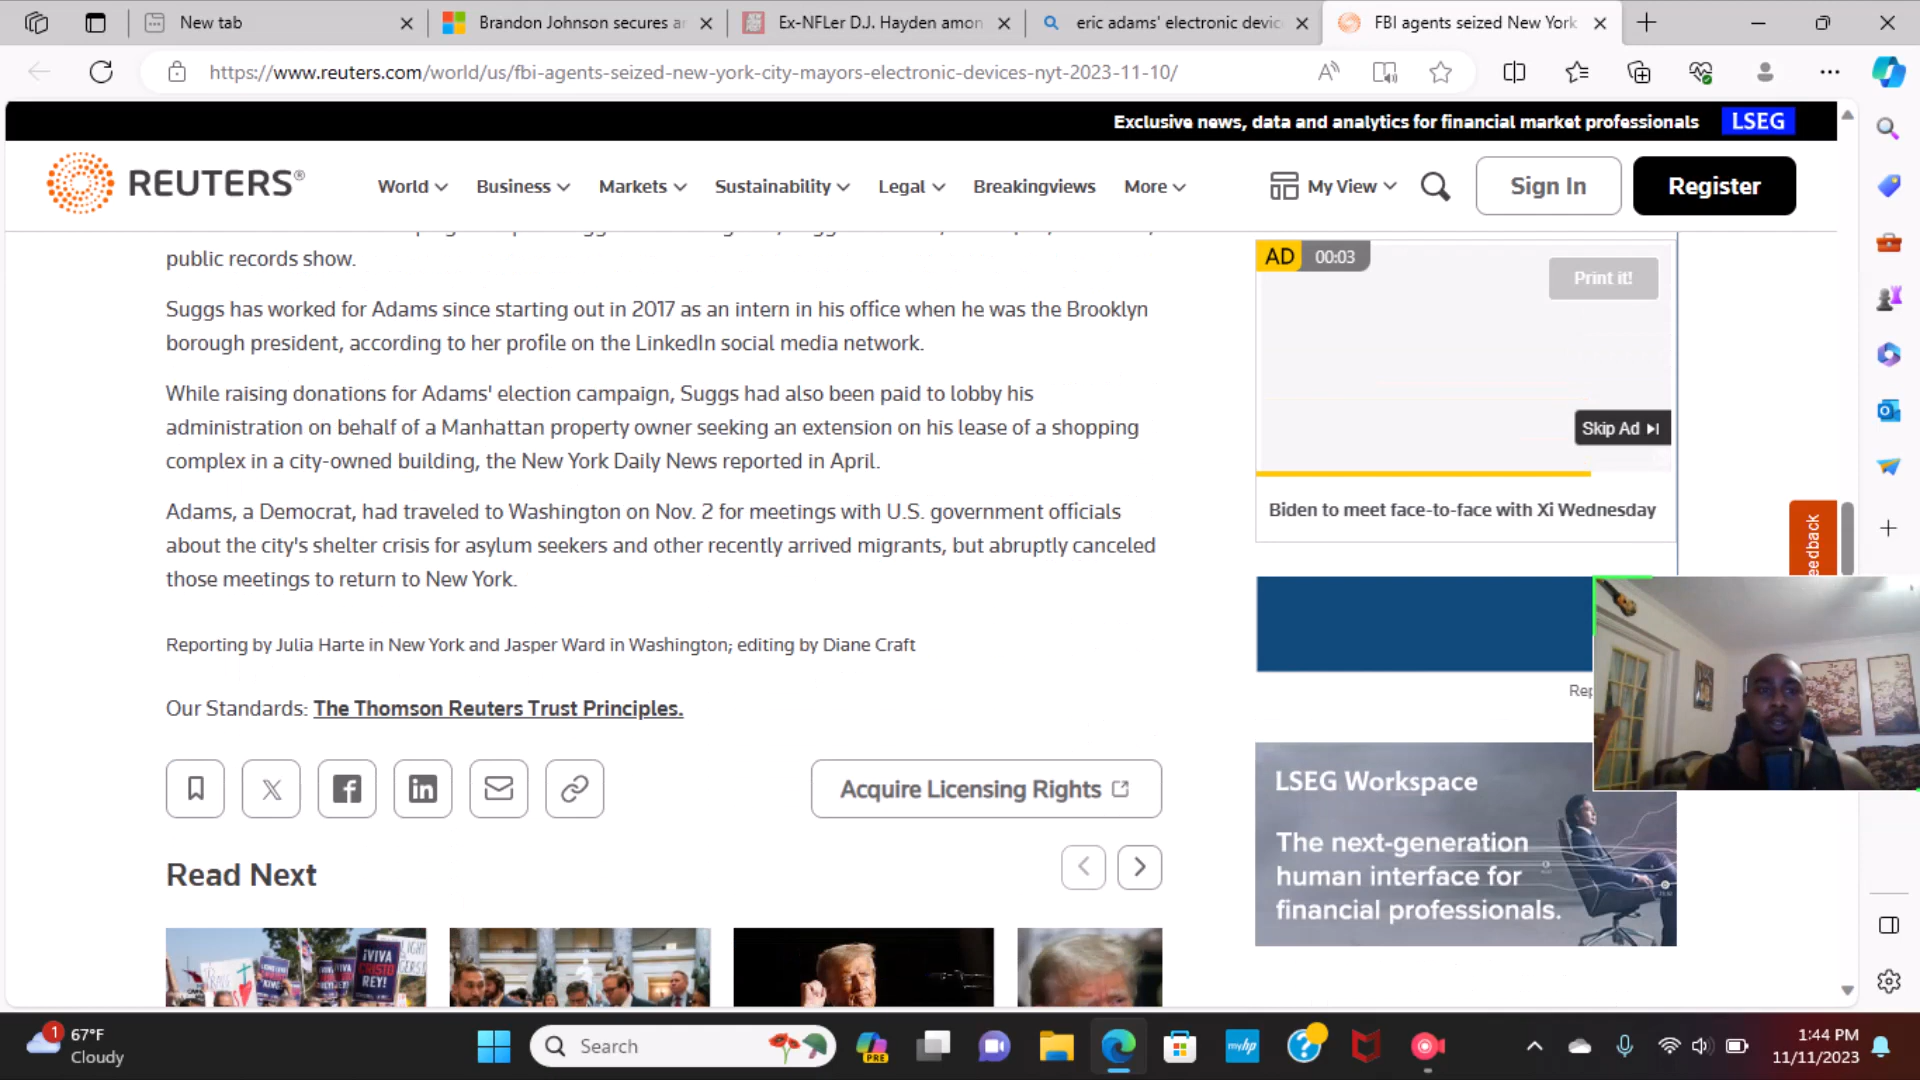 New tab
Brandon Johnson secures a
Ex-NFLer D.J. Hayden amon
eric adams' electronic devic
FBI agents seized New York
https://www.reuters.com/world/us/fbi-agents-seized-new-york-city-mayors-electronic-devices-nyt-2023-11-10/
Exclusive news, data and analytics for financial market professionals LSEG
REUTERS®
World Business Markets Sustainability Legal Breakingviews More My View Sign In Register
public records show.
Suggs has worked for Adams since starting out in 2017 as an intern in his office when he was the Brooklyn
borough president, according to her profile on the LinkedIn social media network.
While raising donations for Adams' election campaign, Suggs had also been paid to lobby his
administration on behalf of a Manhattan property owner seeking an extension on his lease of a shopping
complex in a city-owned building, the New York Daily News reported in April.
Adams, a Democrat, had traveled to Washington on Nov. 2 for meetings with U.S. government officials
about the city's shelter crisis for asylum seekers and other recently arrived migrants, but abruptly canceled
those meetings to return to New York.
Reporting by Julia Harte in New York and Jasper Ward in Washington; editing by Diane Craft
Our Standards: The Thomson Reuters Trust Principles.
Acquire Licensing Rights
Read Next
¡VIVA
CRISTO
REY!
AD 00:03
Print it!
Skip Ad
Biden to meet face-to-face with Xi Wednesday
Rep
LSEG Workspace
The next-generation
human interface for
financial professionals.
eedback
1
67°F
Cloudy
Search
PRE
myhp
1:44 PM
11/11/2023